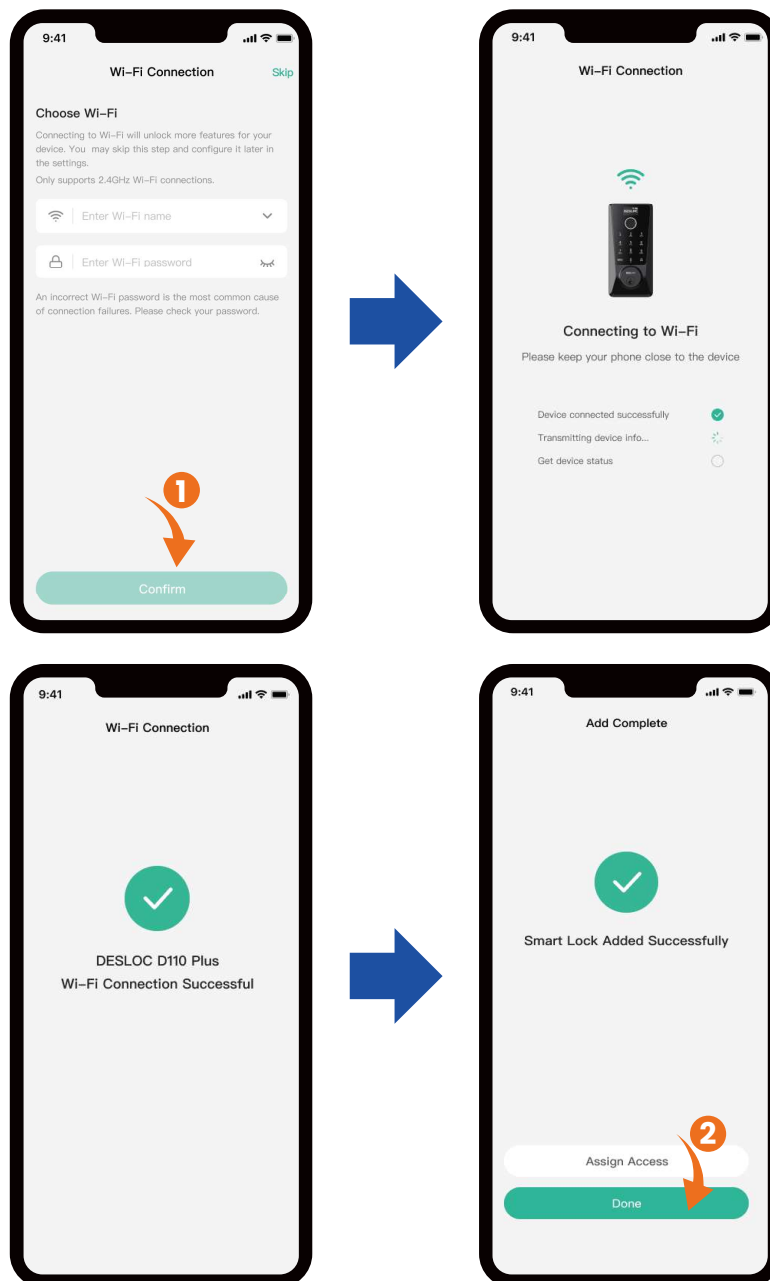 9:41
Wi-Fi Connection
Skip
Choose Wi-Fi
Connecting to Wi-Fi will unlock more features for your
device. You may skip this step and configure it later in
the settings.
Only supports 2.4GHz Wi-Fi connections.
Enter Wi-Fi name
Enter Wi-Fi password
An incorrect Wi-Fi password is the most common cause
of connection failures. Please check your password.
1
Confirm
9:41
Wi-Fi Connection
Connecting to Wi-Fi
Please keep your phone close to the device
Device connected successfully
Transmitting device info...
Get device status
9:41
Wi-Fi Connection
DESLOC D110 Plus
Wi-Fi Connection Successful
9:41
Add Complete
Smart Lock Added Successfully
2
Assign Access
Done